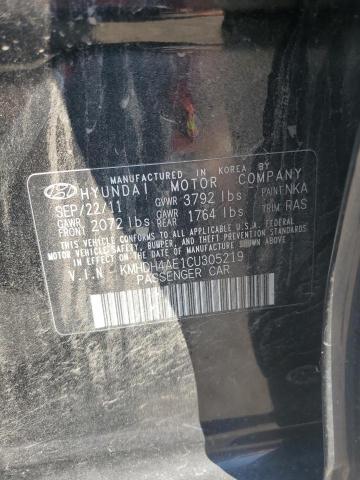 MANUFACTURED IN KOREA BY
HYUNDAI MOTOR COMPANY
SEP/22/11 GVWR 3792 lbs PAINT:NKA
GAWR FRONT 2072 lbs GAWR REAR 1764 lbs TRIM: RAS
THIS VEHICLE CONFORMS TO ALL APPLICABLE U.S.A. FEDERAL
MOTOR VEHICLE SAFETY, BUMPER, AND THEFT PREVENTION STANDARDS
IN EFFECT ON THE DATE OF MANUFACTURE SHOWN ABOVE.
V.I.N: KMHDH4AE1CU305219
PASSENGER CAR